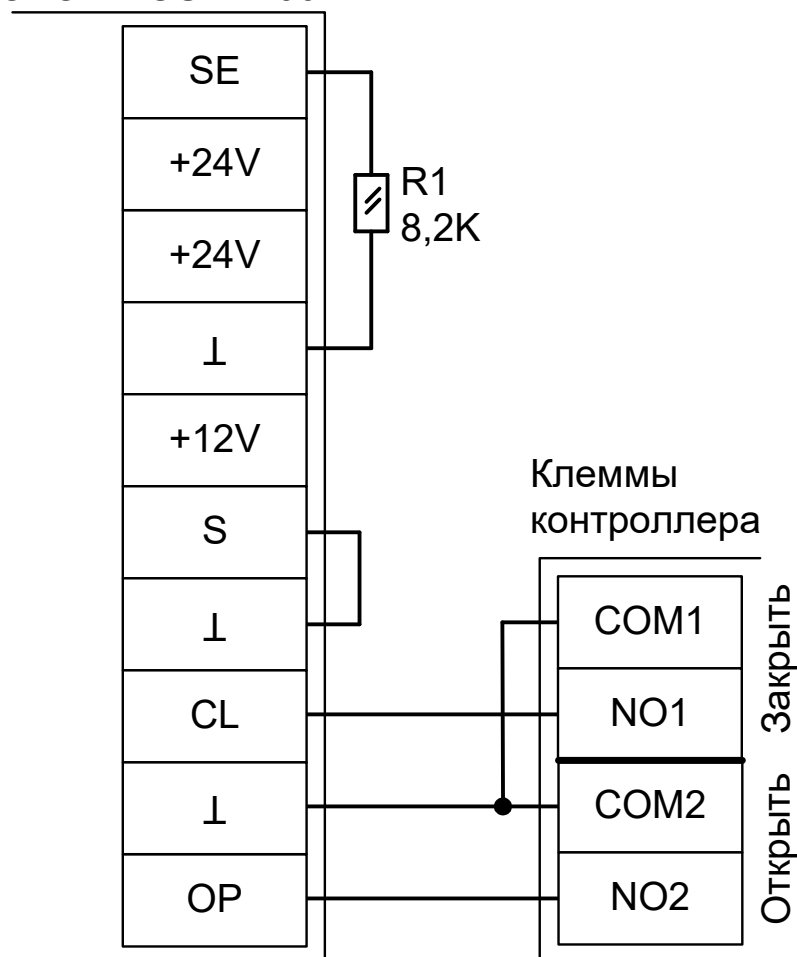 SE
+24V
+24V
⊥
+12V
S
⊥
CL
⊥
OP
R1
8,2K
Клеммы
контроллера
COM1
NO1
COM2
NO2
Закрыть
Открыть